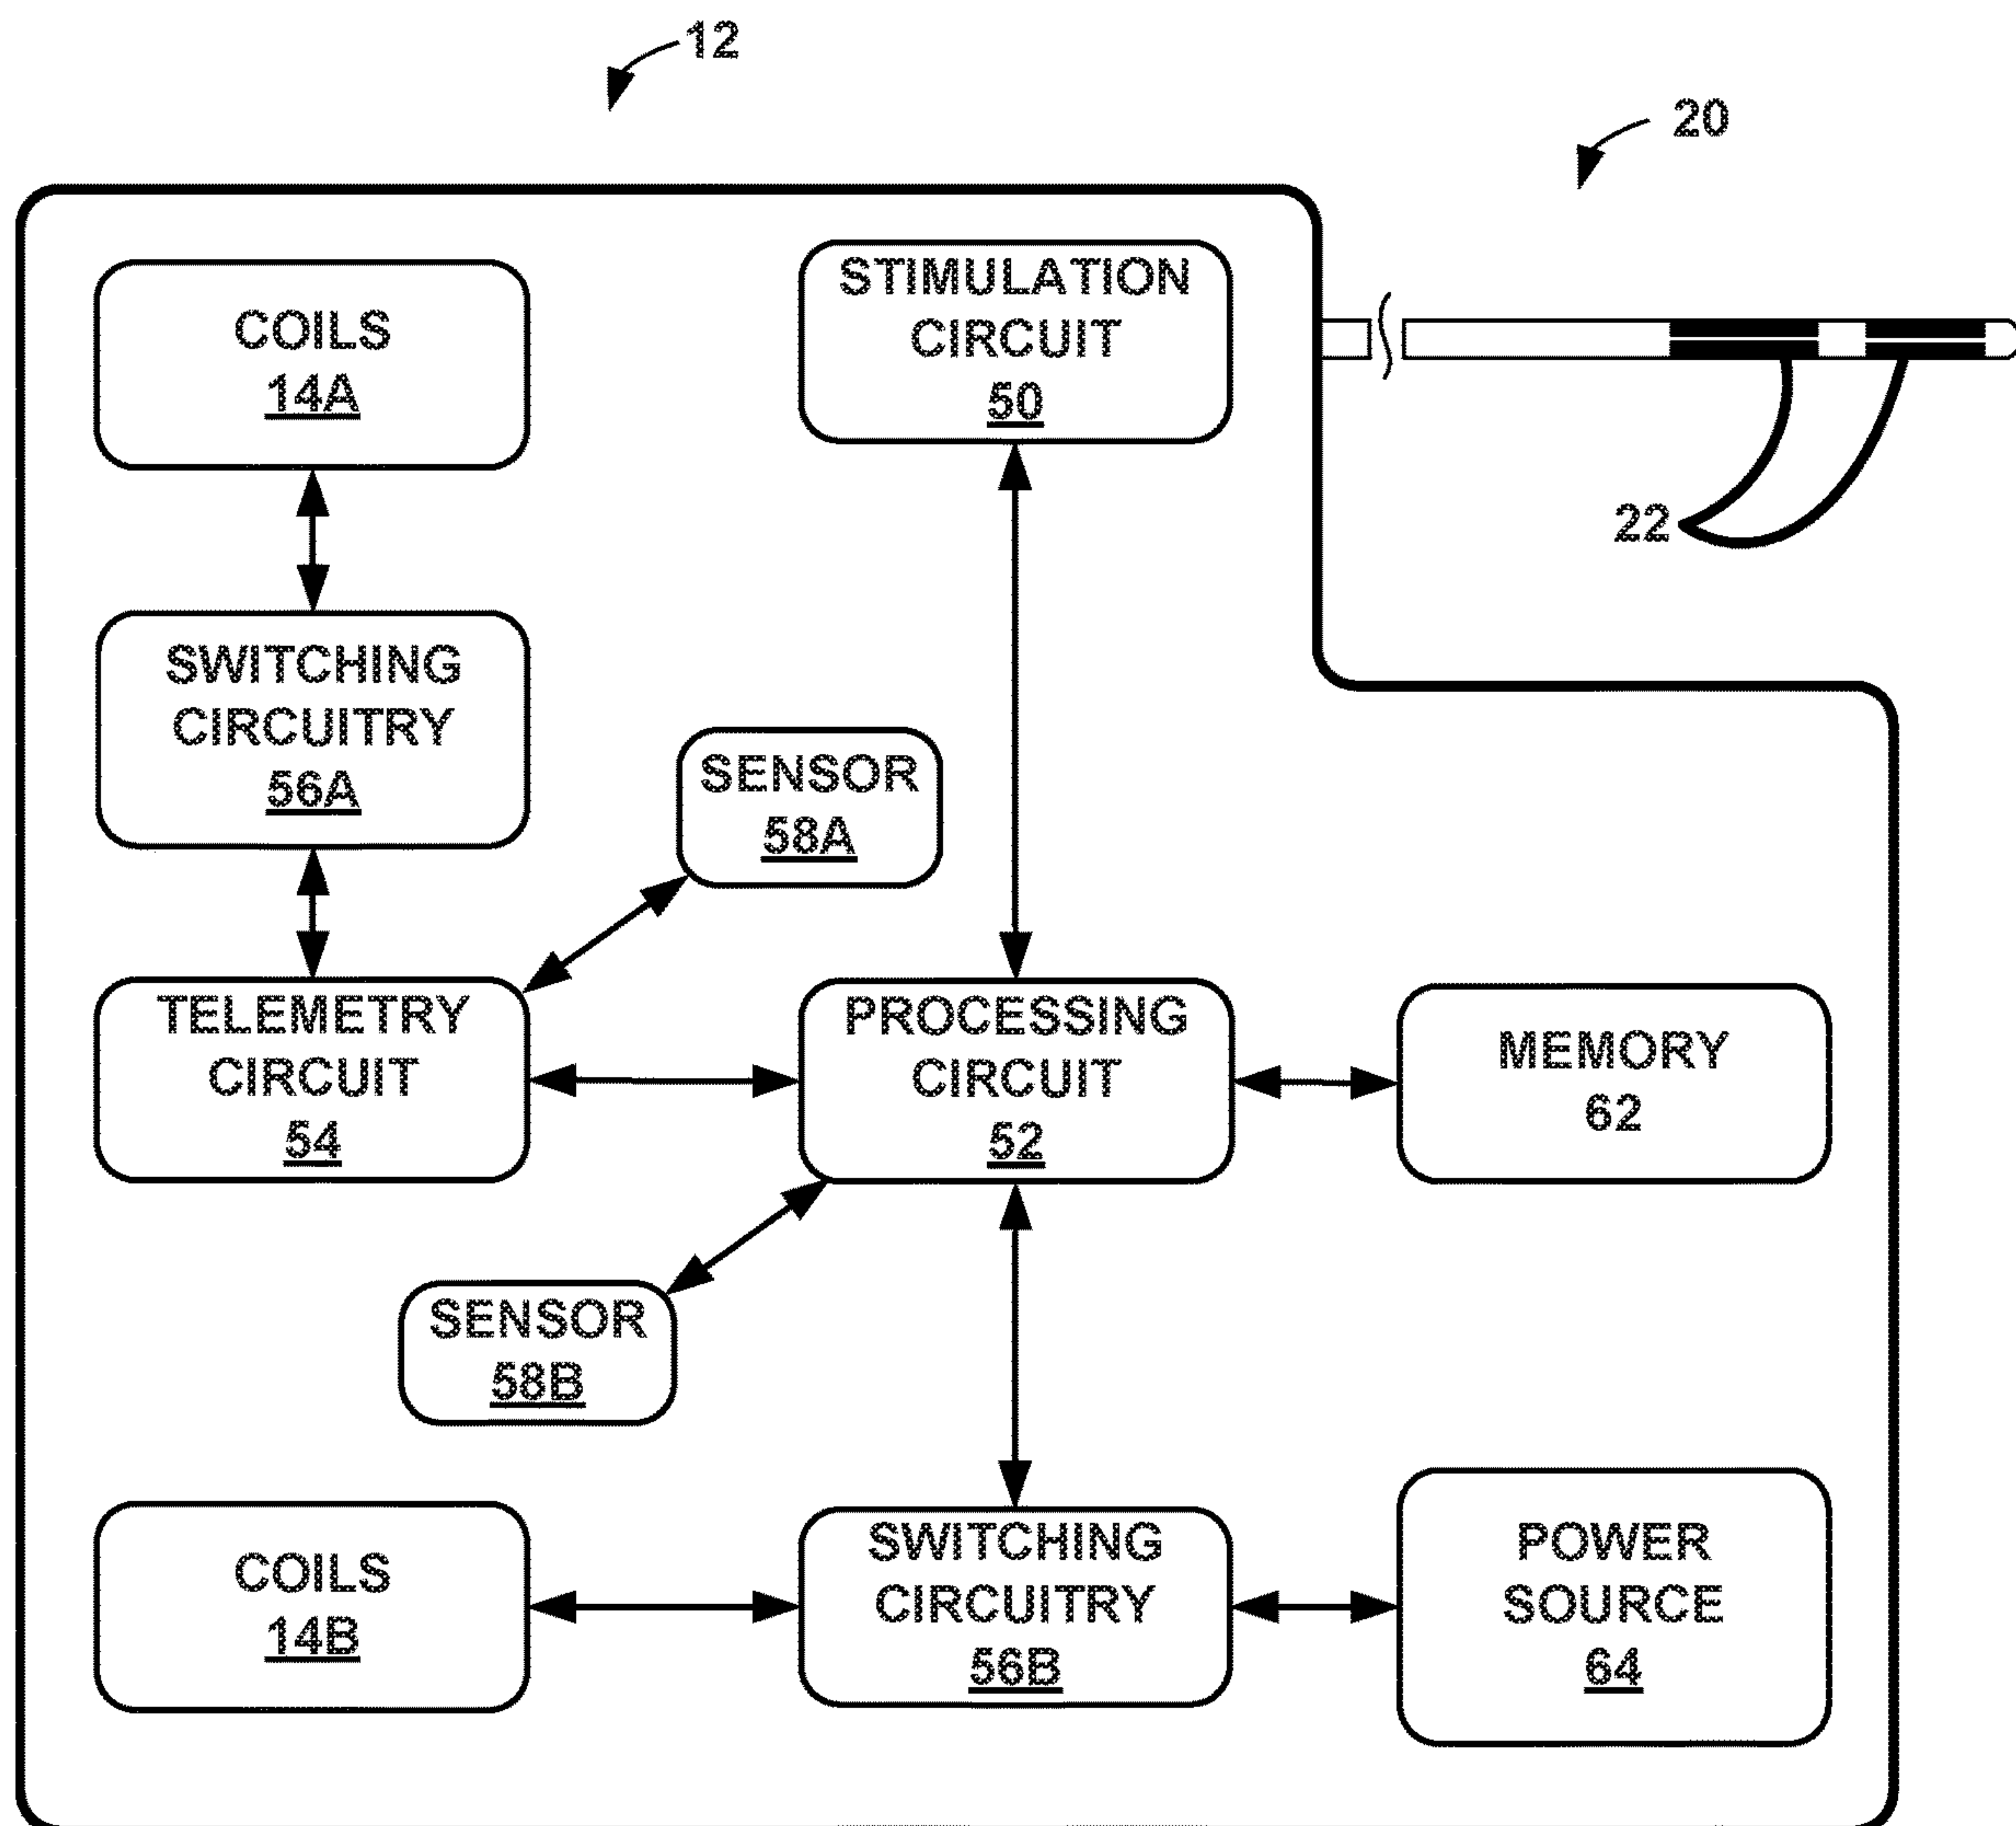 12
20
COILS
14A
STIMULATION
CIRCUIT
50
22
SWITCHING
CIRCUITRY
56A
SENSOR
58A
TELEMETRY
CIRCUIT
54
PROCESSING
CIRCUIT
52
MEMORY
62
SENSOR
58B
COILS
14B
SWITCHING
CIRCUITRY
56B
POWER
SOURCE
64